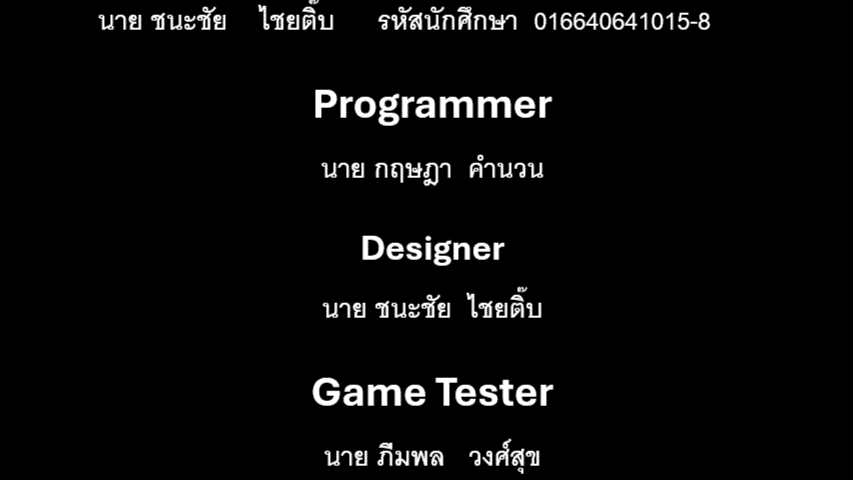 นาย ชนะชัย ไชยติ๊บ รหัสนักศึกษา 016640641015-8
Programmer
นาย กฤษฎา คำนวน
Designer
นาย ชนะชัย ไชยติ๊บ
Game Tester
นาย ภีมพล วงศ์สุข